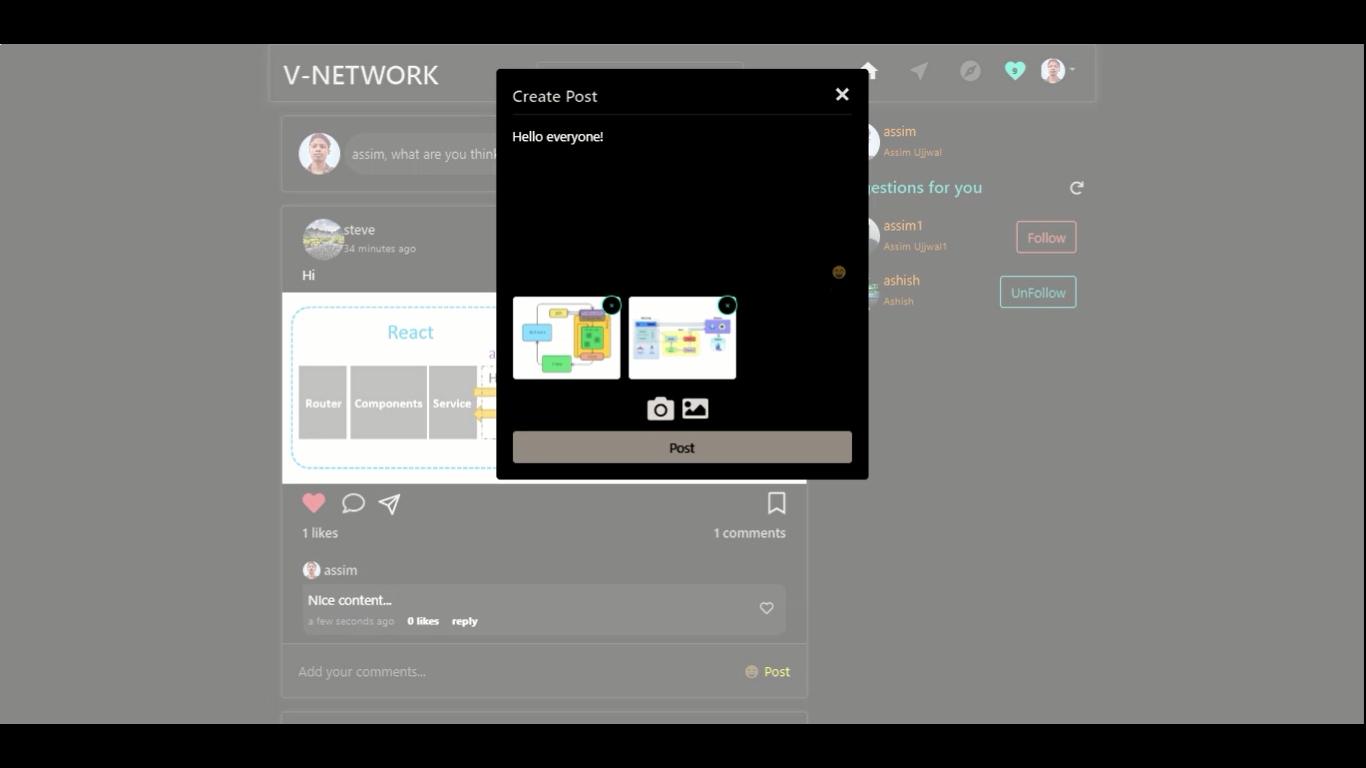 V-NETWORK
9
Create Post
Hello everyone!
Post
assim, what are you think
steve
34 minutes ago
Hi
React
Router
Components
Service
1 likes
1 comments
assim
NIce content...
a few seconds ago 0 likes reply
Add your comments...
Post
assim
Assim Ujjwal
estions for you
assim1
Assim Ujjwal1
Follow
ashish
Ashish
UnFollow